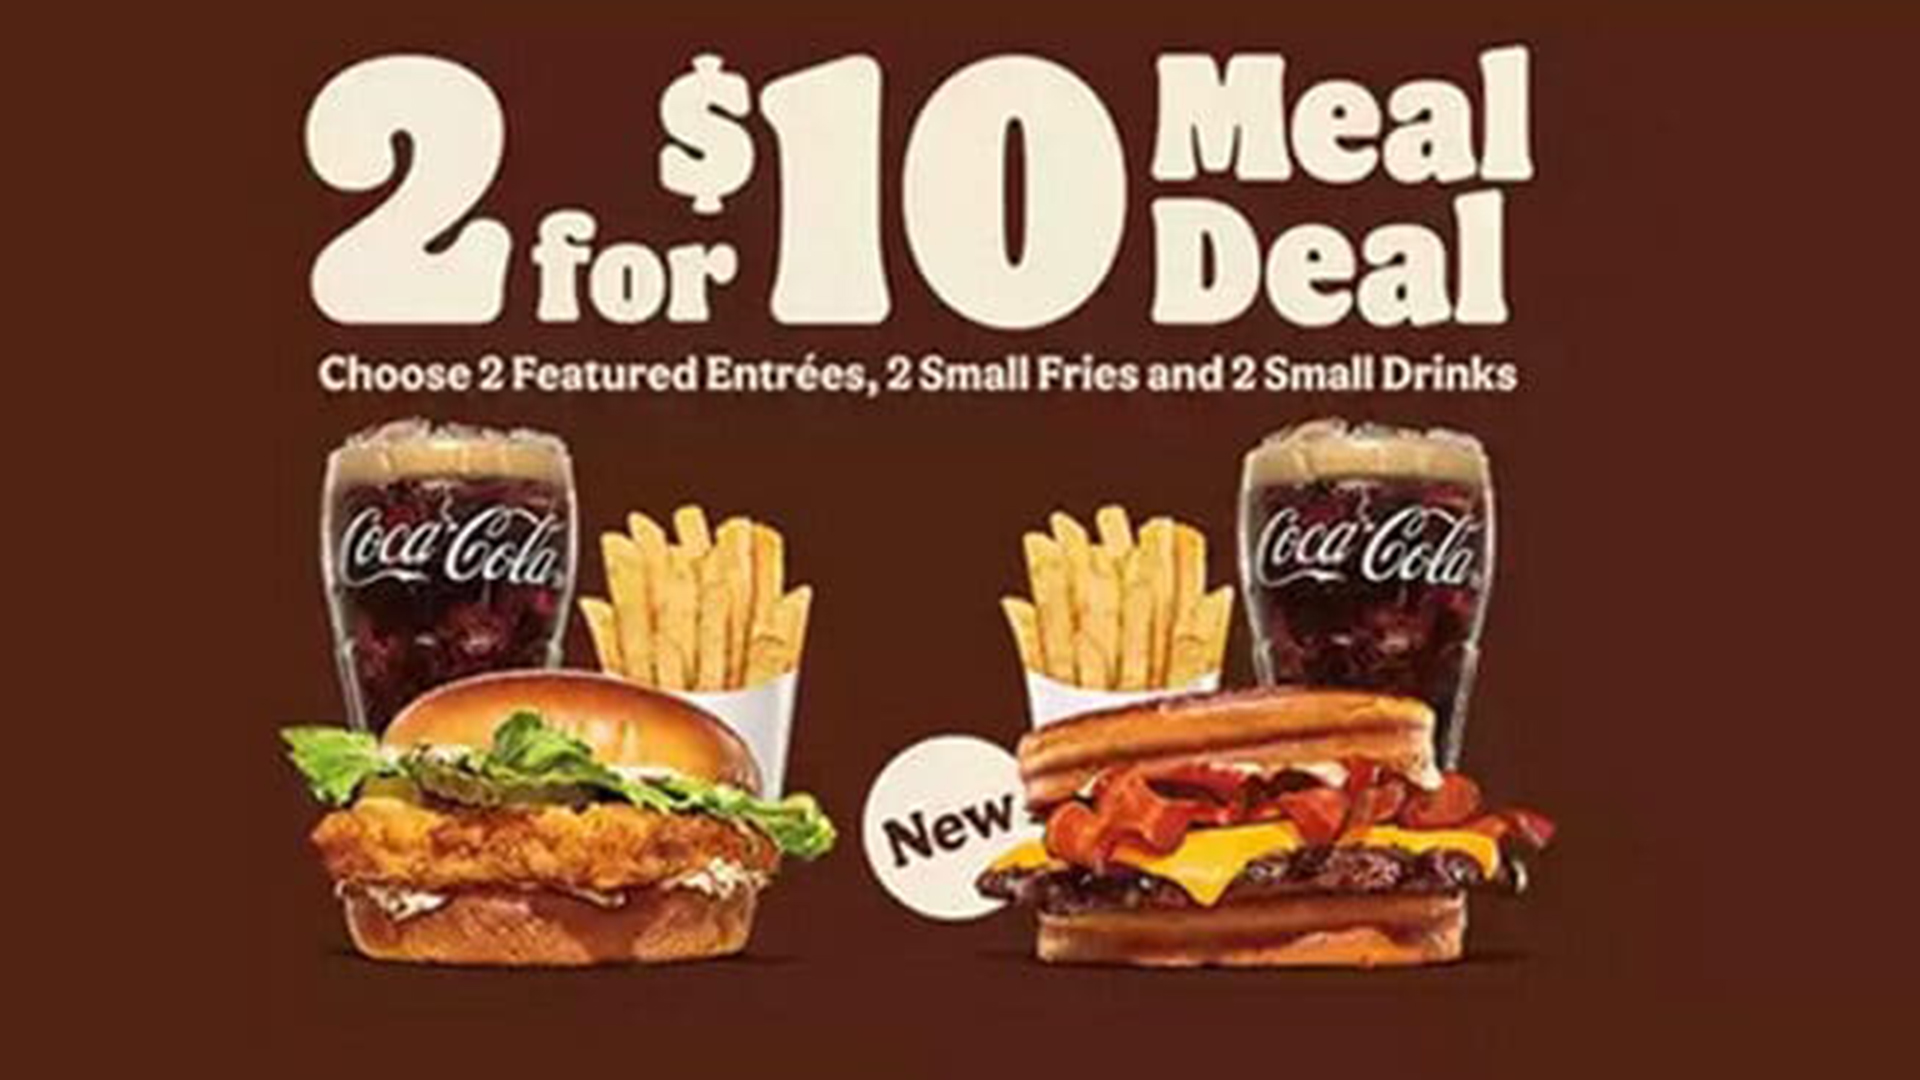 2 for $10 Meal Deal
Choose 2 Featured Entrées, 2 Small Fries and 2 Small Drinks
Coca-Cola
Coca-Cola
New